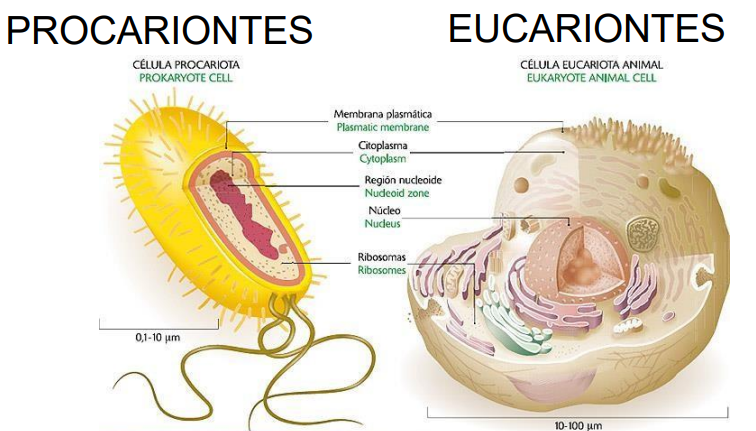 PROCARIONTES
EUCARIONTES
CÉLULA PROCARIOTA
PROKARYOTE CELL
CÉLULA EUCARIOTA ANIMAL
EUKARYOTE ANIMAL CELL
Membrana plasmática
Plasmatic membrane
Citoplasma
Cytoplasm
Región nucleoide
Nucleoid zone
Núcleo
Nucleus
Ribosomas
Ribosomes
0,1-10 µm
10-100 µm